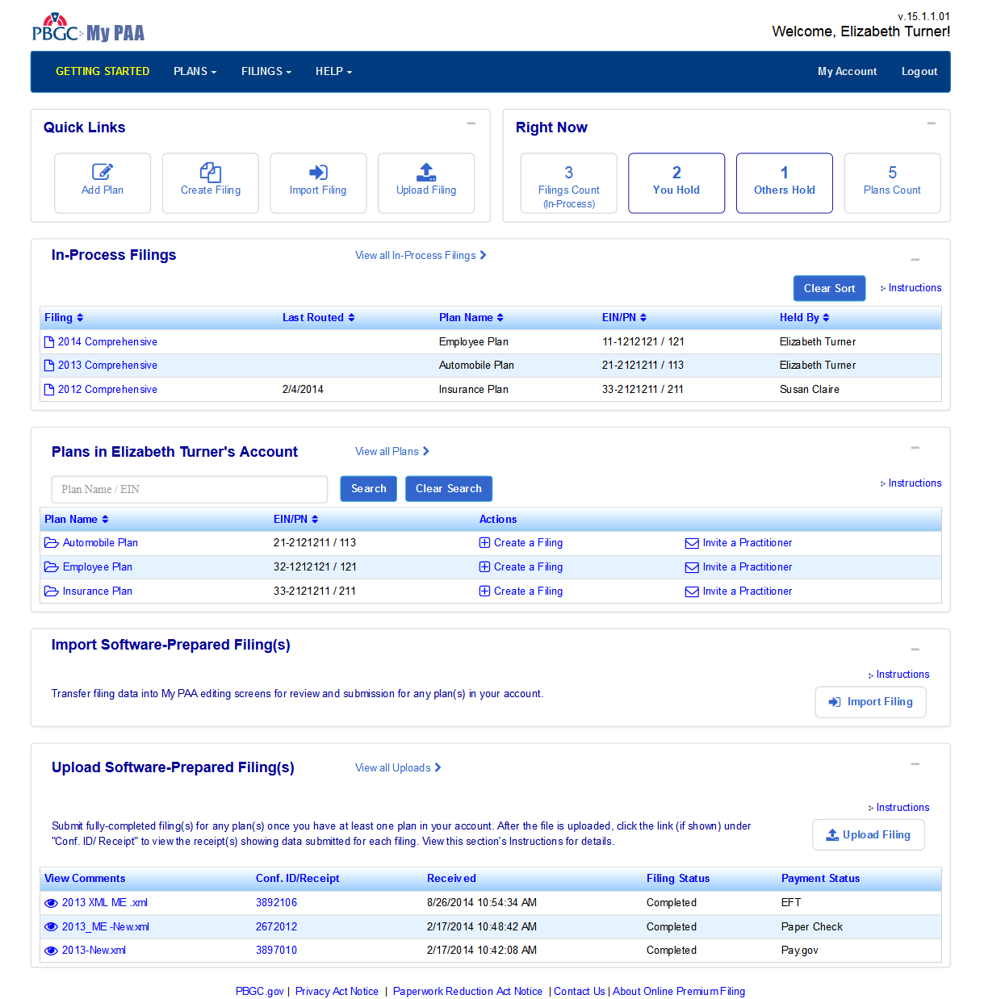 v.15.1.1.01
PBGC My PAA
Welcome, Elizabeth Turner!
GETTING STARTED PLANS FILINGS HELP My Account Logout
Quick Links
Add Plan Create Filing Import Filing Upload Filing
Right Now
3 2 1 5
Filings Count You Hold Others Hold Plans Count
(In-Process)
In-Process Filings View all In-Process Filings
Clear Sort Instructions
Filing Last Routed Plan Name EIN/PN Held By
2014 Comprehensive Employee Plan 11-1212121 / 121 Elizabeth Turner
2013 Comprehensive Automobile Plan 21-2121211 / 113 Elizabeth Turner
2012 Comprehensive 2/4/2014 Insurance Plan 33-2121211 / 211 Susan Claire
Plans in Elizabeth Turner's Account View all Plans
Plan Name / EIN Search Clear Search Instructions
Plan Name EIN/PN Actions
Automobile Plan 21-2121211 / 113 Create a Filing Invite a Practitioner
Employee Plan 32-1212121 / 121 Create a Filing Invite a Practitioner
Insurance Plan 33-2121211 / 211 Create a Filing Invite a Practitioner
Import Software-Prepared Filing(s)
Instructions
Transfer filing data into My PAA editing screens for review and submission for any plan(s) in your account.
Import Filing
Upload Software-Prepared Filing(s) View all Uploads
Instructions
Submit fully-completed filing(s) for any plan(s) once you have at least one plan in your account. After the file is uploaded, click the link (if shown) under
"Conf. ID/ Receipt" to view the receipt(s) showing data submitted for each filing. View this section's Instructions for details.
Upload Filing
View Comments Conf. ID/Receipt Received Filing Status Payment Status
2013 XML ME .xml 3892106 8/26/2014 10:54:34 AM Completed EFT
2013_ME -New.xml 2672012 2/17/2014 10:48:42 AM Completed Paper Check
2013-New.xml 3897010 2/17/2014 10:42:08 AM Completed Pay.gov
PBGC.gov | Privacy Act Notice | Paperwork Reduction Act Notice | Contact Us | About Online Premium Filing